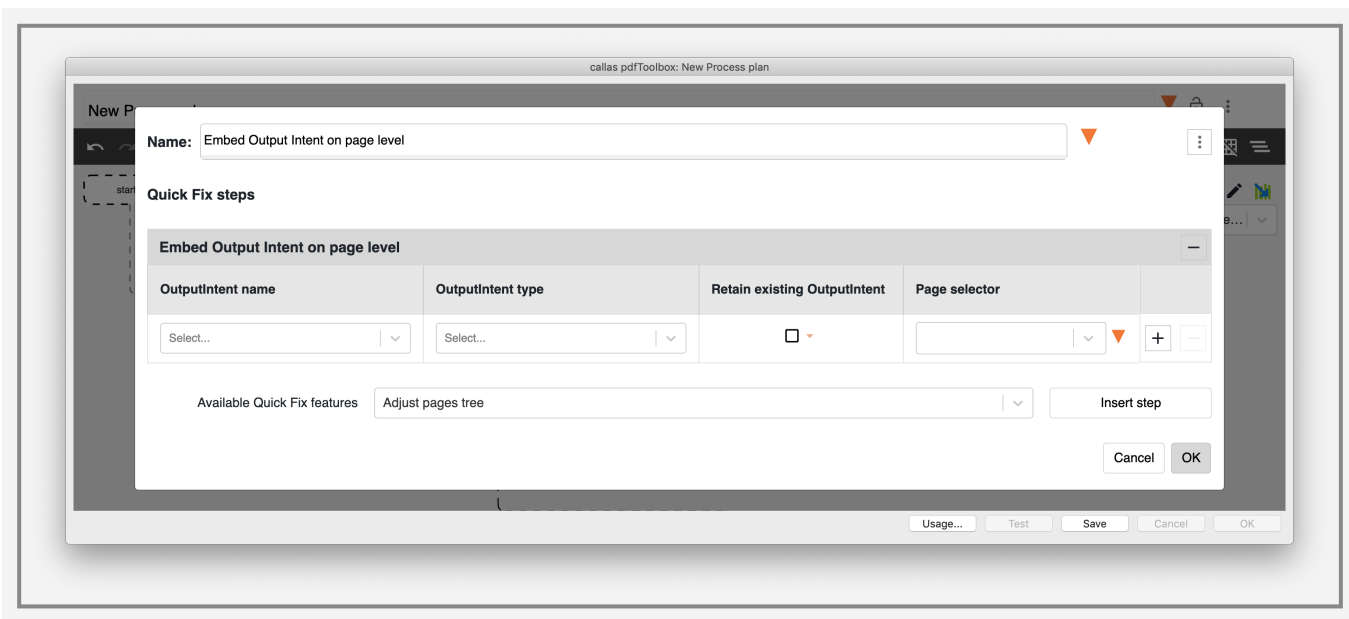 callas pdfToolbox: New Process plan
New P
Name: Embed Output Intent on page level
start
Quick Fix steps
e...
Embed Output Intent on page level
OutputIntent name OutputIntent type Retain existing OutputIntent Page selector
Select... Select...
Available Quick Fix features Adjust pages tree Insert step
Cancel OK
Usage... Test Save Cancel OK